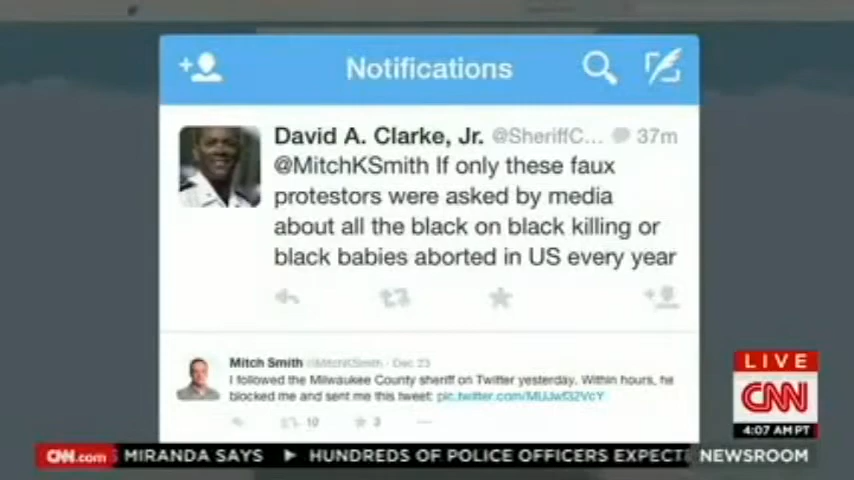 Notifications
David A. Clarke, Jr. @SheriffC... 37m
@MitchKSmith If only these faux
protestors were asked by media
about all the black on black killing or
black babies aborted in US every year
Mitch Smith @MitchKSmith · Dec 23
I followed the Milwaukee County sheriff on Twitter yesterday. Within hours, he
blocked me and sent me this tweet: pic.twitter.com/MUJwf32VcY
10 3
LIVE
CNN
4:07 AM PT
CNN.com MIRANDA SAYS ▶ HUNDREDS OF POLICE OFFICERS EXPECT NEWSROOM